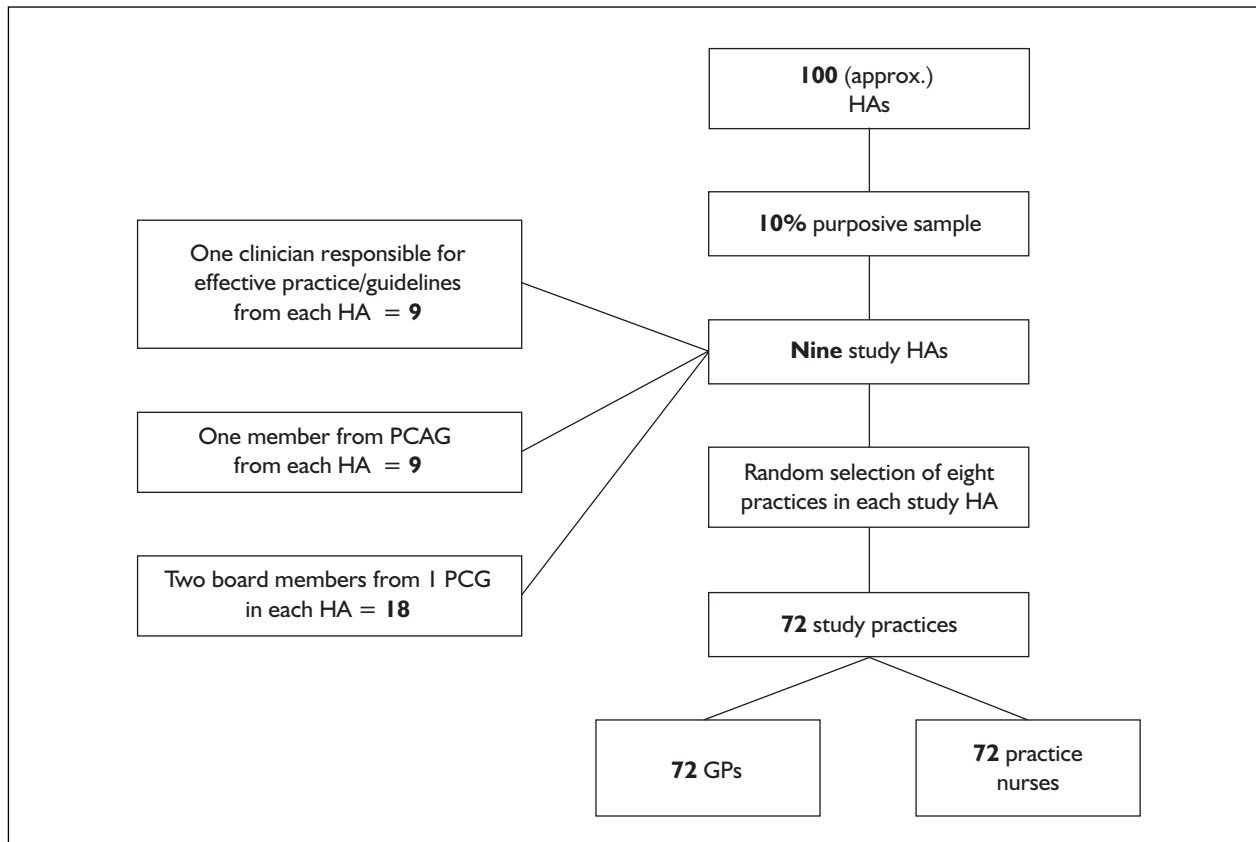 100 (approx.)
HAs
10% purposive sample
One clinician responsible for
effective practice/guidelines
from each HA = 9
Nine study HAs
One member from PCAG
from each HA = 9
Random selection of eight
practices in each study HA
Two board members from 1 PCG
in each HA = 18
72 study practices
72 GPs
72 practice
nurses